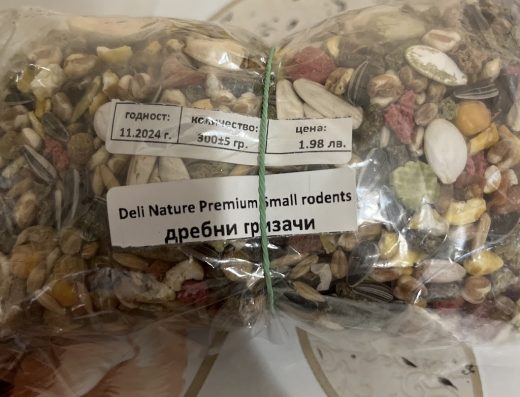 годност: количество: цена:
11.2024 г. 300±5 гр. 1.98 лв.
Deli Nature Premium Small rodents
дребни гризачи